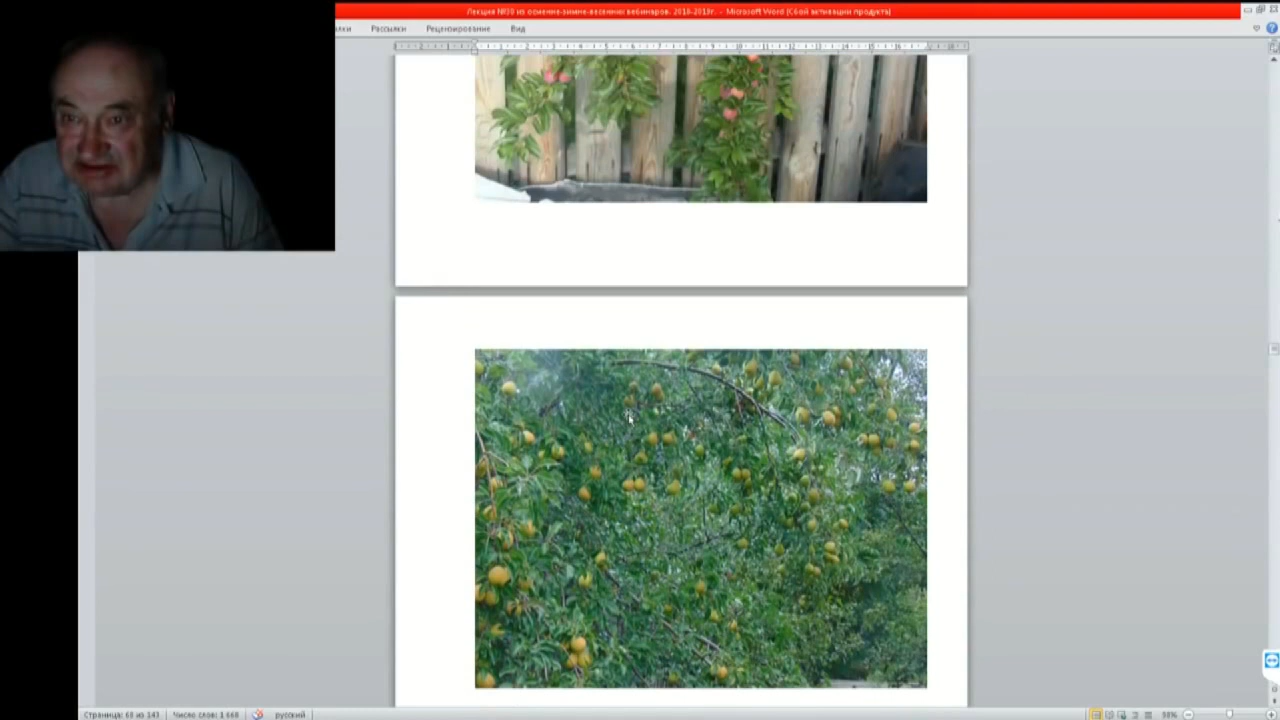 Лекция №30 из осенне-зимне-весенних вебинаров. 2018-2019г. - Microsoft Word (Сбой активации продукта)
Рассылки Рецензирование Вид
Страница: 68 из 143 Число слов: 1 668 русский 98%